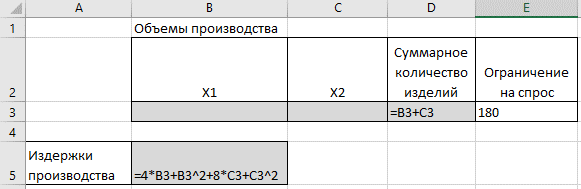 A B C D E
1 Объемы производства
Суммарное
количество Ограничение
2 X1 X2 изделий на спрос
3 =B3+C3 180
4
Издержки
5 производства =4*B3+B3^2+8*C3+C3^2